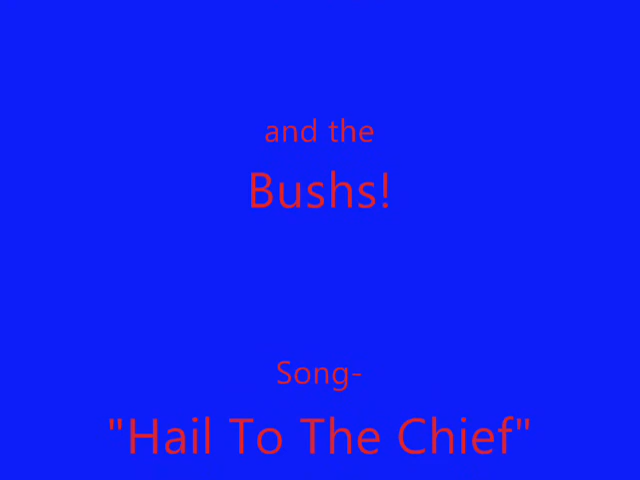 and the
Bushs!
Song-
"Hail To The Chief"